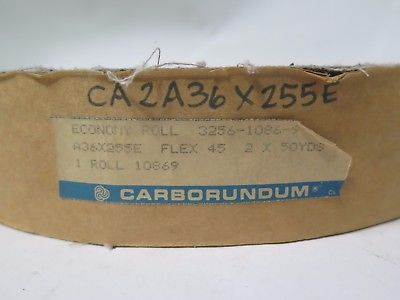 CA2A36X255E
ECONOMY ROLL 3256-1086-9
A36X255E FLEX 45 2 X 50YDS
1 ROLL 10869
CARBORUNDUM®